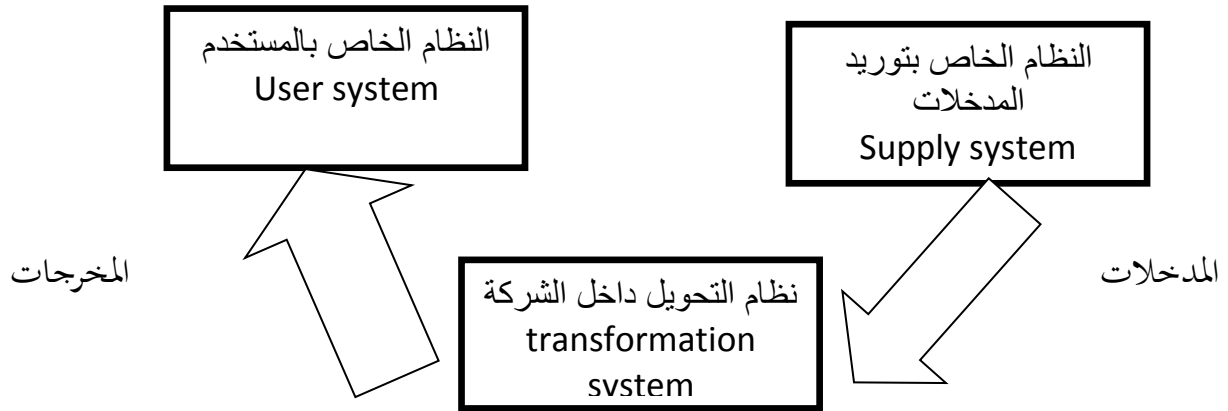 النظام الخاص بتوريد
المدخلات
Supply system
المدخلات
نظام التحويل داخل الشركة
transformation
system
المخرجات
النظام الخاص بالمستخدم
User system